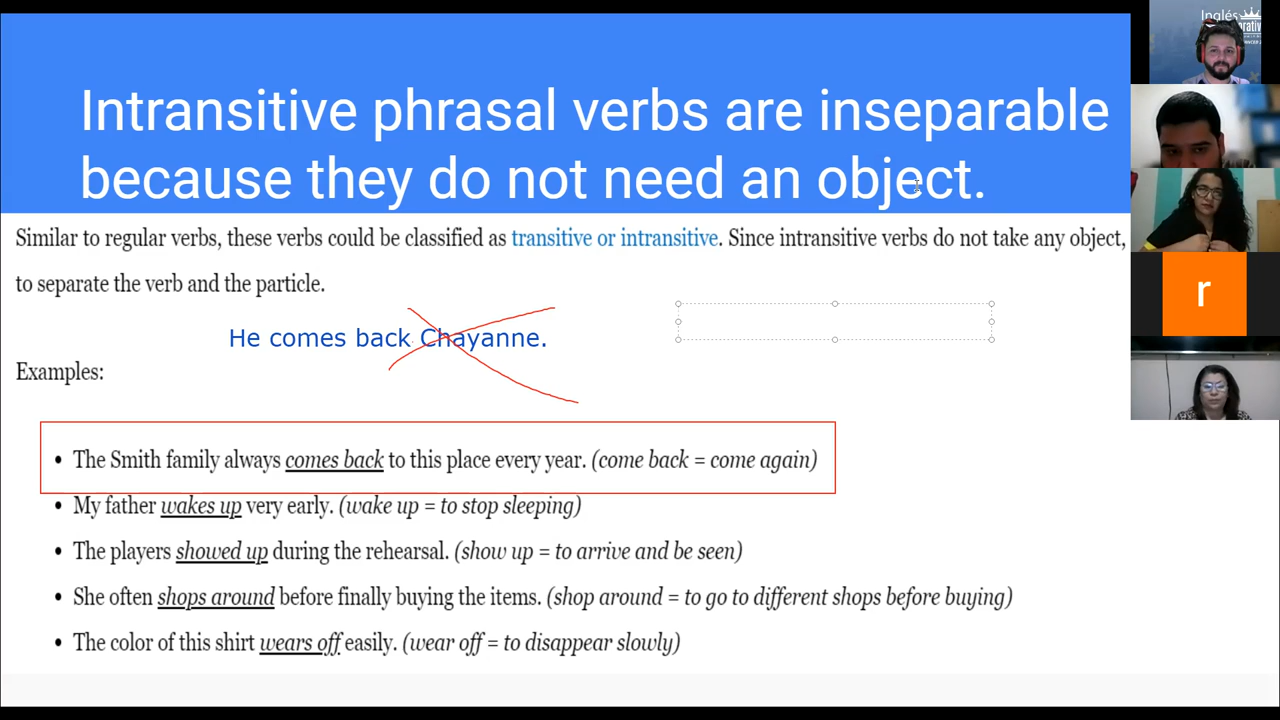 Intransitive phrasal verbs are inseparable
because they do not need an object.
Similar to regular verbs, these verbs could be classified as transitive or intransitive. Since intransitive verbs do not take any object,
to separate the verb and the particle.
He comes back Chayanne.
Examples:
• The Smith family always comes back to this place every year. (come back = come again)
• My father wakes up very early. (wake up = to stop sleeping)
• The players showed up during the rehearsal. (show up = to arrive and be seen)
• She often shops around before finally buying the items. (shop around = to go to different shops before buying)
• The color of this shirt wears off easily. (wear off = to disappear slowly)
Inglés
r